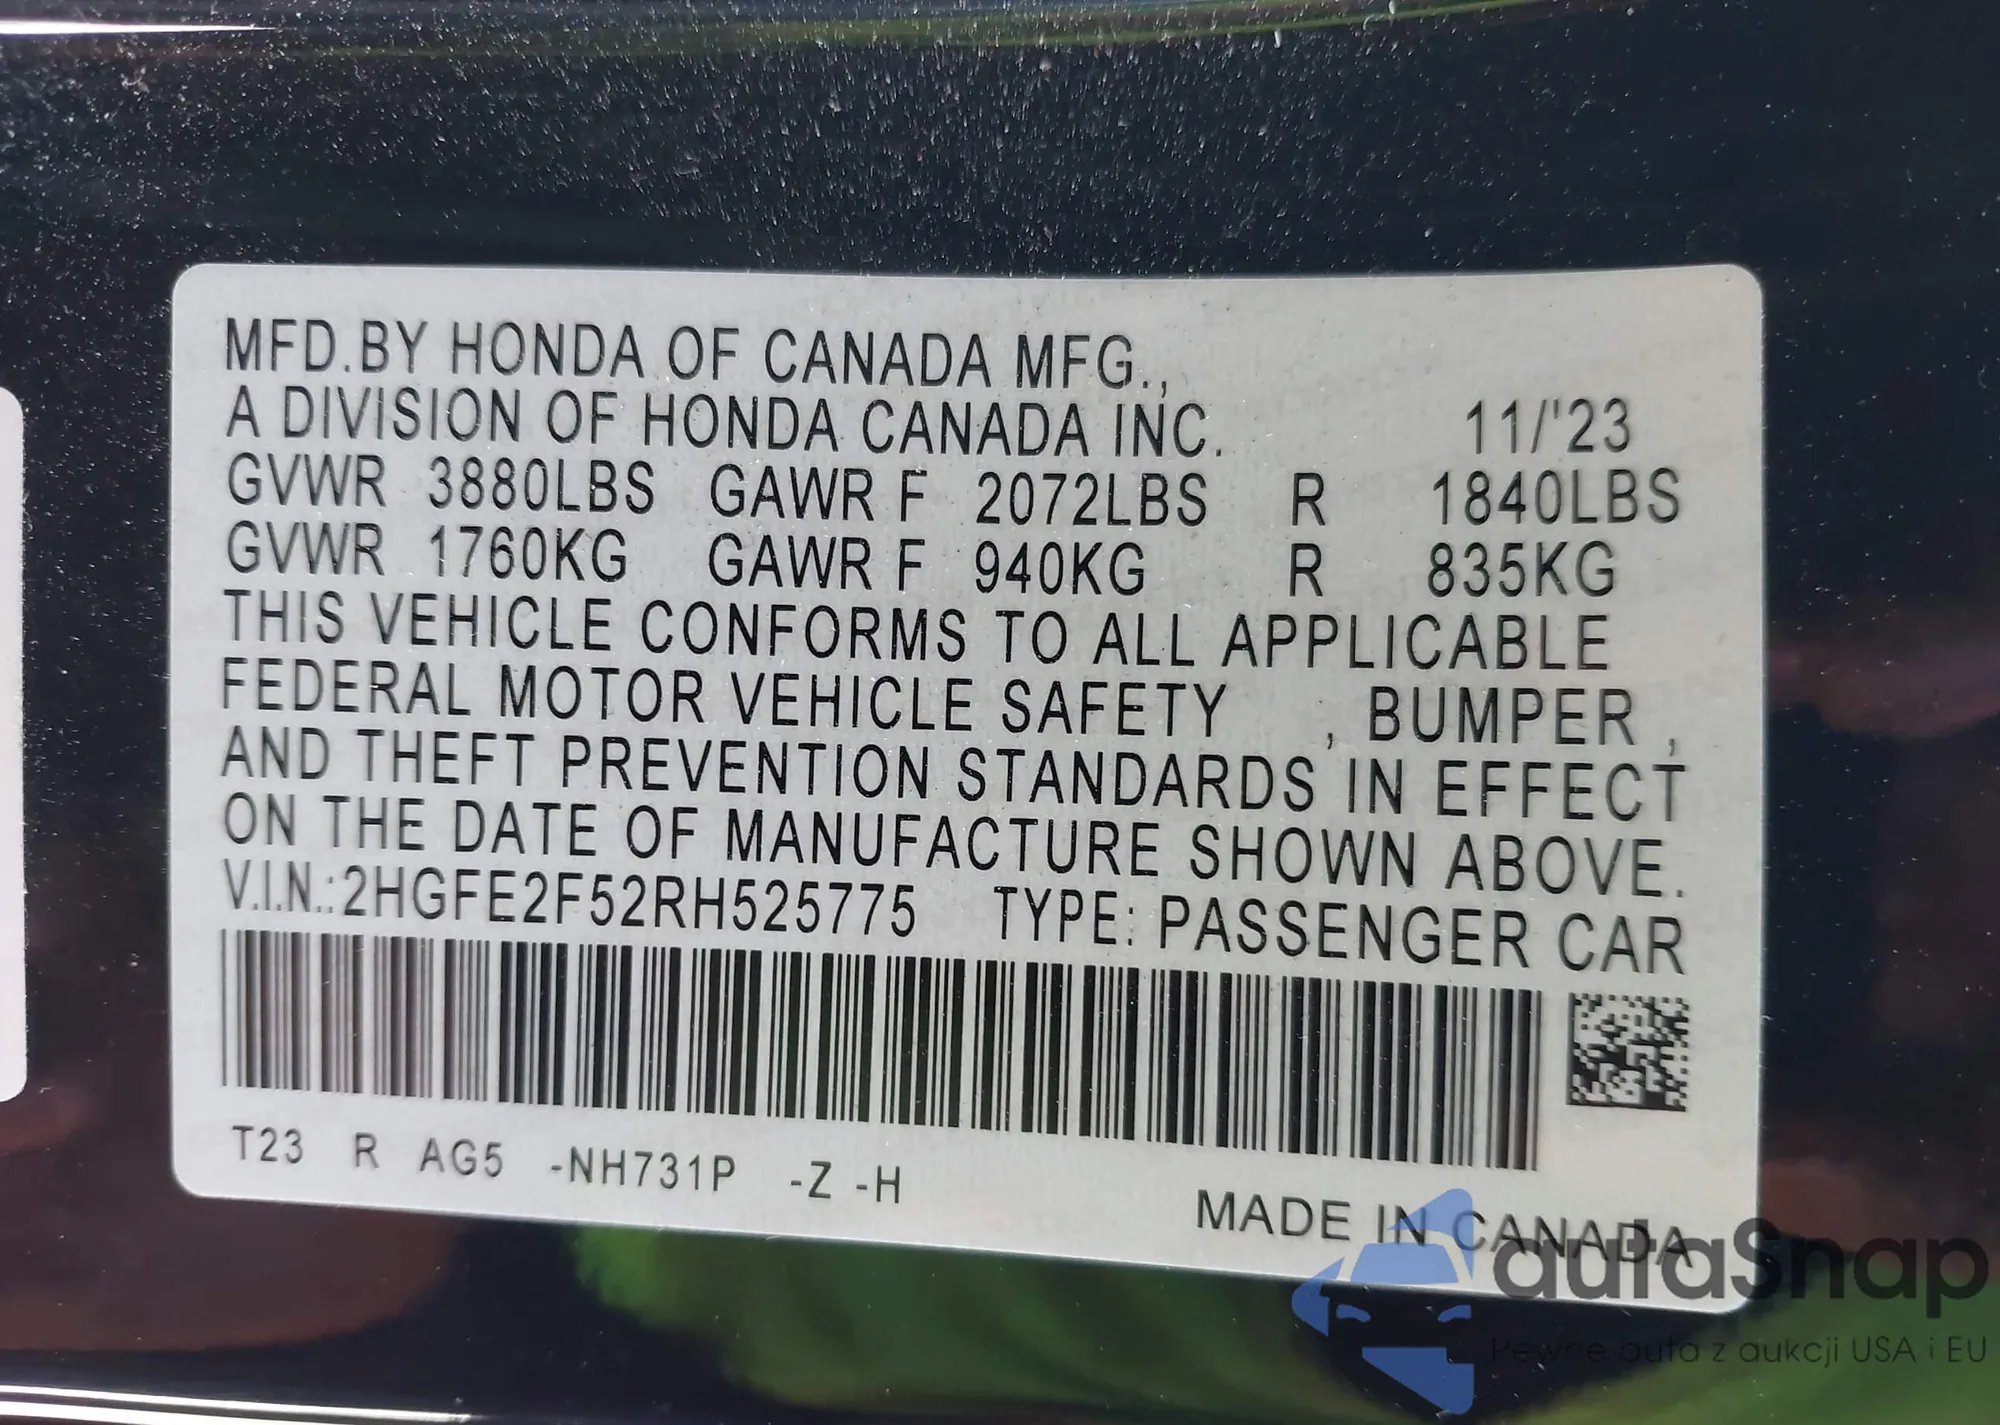 MFD.BY HONDA OF CANADA MFG.,
A DIVISION OF HONDA CANADA INC. 11/'23
GVWR 3880LBS GAWR F 2072LBS R 1840LBS
GVWR 1760KG GAWR F 940KG R 835KG
THIS VEHICLE CONFORMS TO ALL APPLICABLE
FEDERAL MOTOR VEHICLE SAFETY , BUMPER ,
AND THEFT PREVENTION STANDARDS IN EFFECT
ON THE DATE OF MANUFACTURE SHOWN ABOVE.
V.I.N.:2HGFE2F52RH525775 TYPE: PASSENGER CAR
T23 R AG5 -NH731P -Z -H
MADE IN CANADA
autaSnap
Pewne auta z aukcji USA i EU